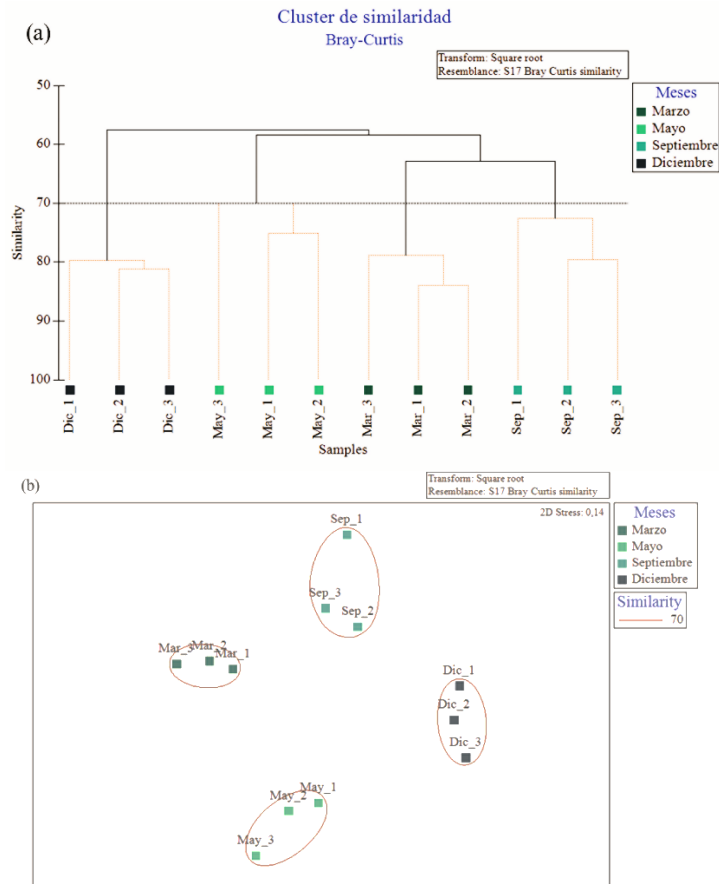 (a)
Cluster de similaridad
Bray-Curtis
Transform: Square root
Resemblance: S17 Bray Curtis similarity
Meses
Marzo
Mayo
Septiembre
Diciembre
Similarity
50
60
70
80
90
100
Dic_1
Dic_2
Dic_3
May_3
May_1
May_2
Mar_3
Mar_1
Mar_2
Sep_1
Sep_2
Sep_3
Samples
(b)
Transform: Square root
Resemblance: S17 Bray Curtis similarity
2D Stress: 0,14
Meses
Marzo
Mayo
Septiembre
Diciembre
Similarity
70
Sep_1
Sep_3
Sep_2
Mar_3
Mar_2
Mar_1
Dic_1
Dic_2
Dic_3
May_1
May_2
May_3